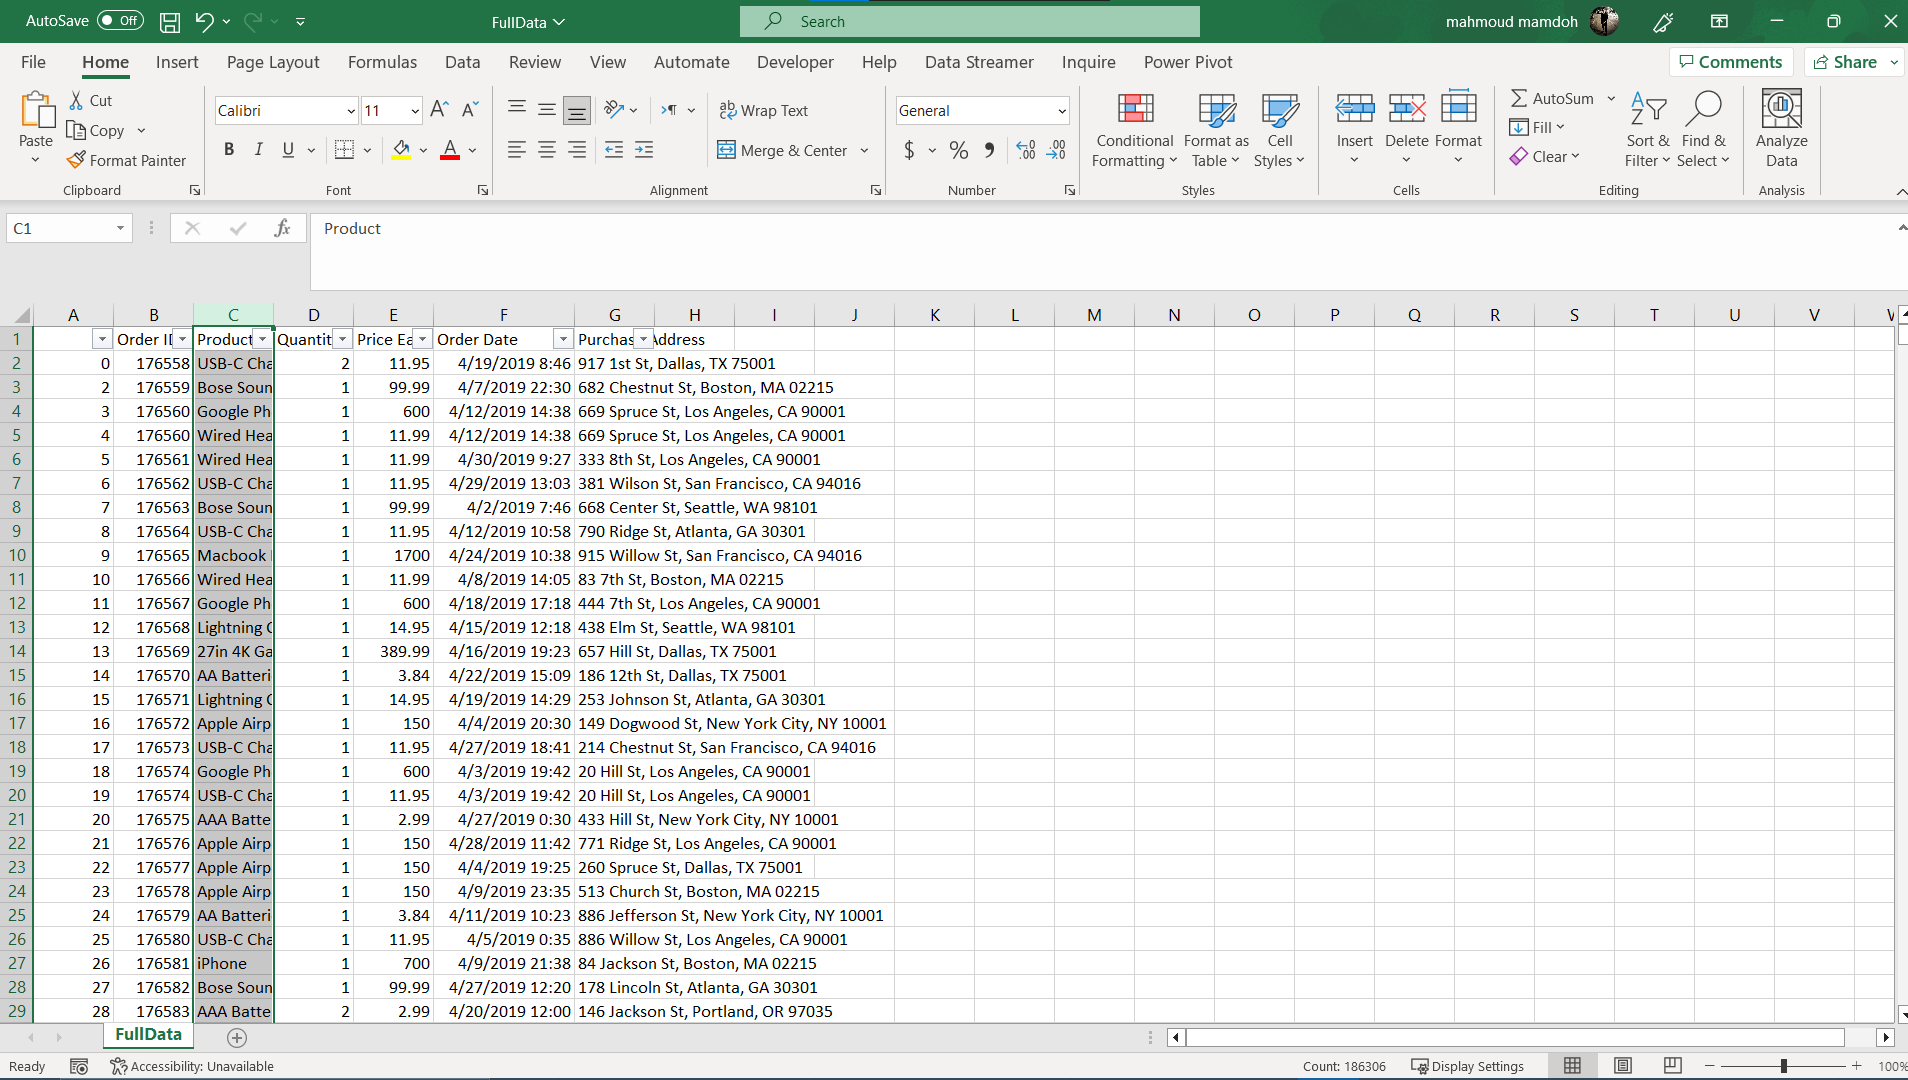 AutoSave Off FullData Search mahmoud mamdoh
File Home Insert Page Layout Formulas Data Review View Automate Developer Help Data Streamer Inquire Power Pivot Comments Share
Paste Cut Copy Format Painter Clipboard
Calibri 11 B I U A Font
Wrap Text Merge & Center Alignment
General $ % Number
Conditional Formatting Format as Table Cell Styles Styles
Insert Delete Format Cells
AutoSum Fill Clear Sort & Filter Find & Select Editing
Analyze Data Analysis
C1 fx Product
A B C D E F G H I J K L M N O P Q R S T U V
1 Order Product Quantit Price Ea Order Date Purchas Address
2 0 176558 USB-C Cha 2 11.95 4/19/2019 8:46 917 1st St, Dallas, TX 75001
3 2 176559 Bose Soun 1 99.99 4/7/2019 22:30 682 Chestnut St, Boston, MA 02215
4 3 176560 Google Ph 1 600 4/12/2019 14:38 669 Spruce St, Los Angeles, CA 90001
5 4 176560 Wired Hea 1 11.99 4/12/2019 14:38 669 Spruce St, Los Angeles, CA 90001
6 5 176561 Wired Hea 1 11.99 4/30/2019 9:27 333 8th St, Los Angeles, CA 90001
7 6 176562 USB-C Cha 1 11.95 4/29/2019 13:03 381 Wilson St, San Francisco, CA 94016
8 7 176563 Bose Soun 1 99.99 4/2/2019 7:46 668 Center St, Seattle, WA 98101
9 8 176564 USB-C Cha 1 11.95 4/12/2019 10:58 790 Ridge St, Atlanta, GA 30301
10 9 176565 Macbook 1 1700 4/24/2019 10:38 915 Willow St, San Francisco, CA 94016
11 10 176566 Wired Hea 1 11.99 4/8/2019 14:05 83 7th St, Boston, MA 02215
12 11 176567 Google Ph 1 600 4/18/2019 17:18 444 7th St, Los Angeles, CA 90001
13 12 176568 Lightning C 1 14.95 4/15/2019 12:18 438 Elm St, Seattle, WA 98101
14 13 176569 27in 4K Ga 1 389.99 4/16/2019 19:23 657 Hill St, Dallas, TX 75001
15 14 176570 AA Batteri 1 3.84 4/22/2019 15:09 186 12th St, Dallas, TX 75001
16 15 176571 Lightning C 1 14.95 4/19/2019 14:29 253 Johnson St, Atlanta, GA 30301
17 16 176572 Apple Airp 1 150 4/4/2019 20:30 149 Dogwood St, New York City, NY 10001
18 17 176573 USB-C Cha 1 11.95 4/27/2019 18:41 214 Chestnut St, San Francisco, CA 94016
19 18 176574 Google Ph 1 600 4/3/2019 19:42 20 Hill St, Los Angeles, CA 90001
20 19 176574 USB-C Cha 1 11.95 4/3/2019 19:42 20 Hill St, Los Angeles, CA 90001
21 20 176575 AAA Batte 1 2.99 4/27/2019 0:30 433 Hill St, New York City, NY 10001
22 21 176576 Apple Airp 1 150 4/28/2019 11:42 771 Ridge St, Los Angeles, CA 90001
23 22 176577 Apple Airp 1 150 4/4/2019 19:25 260 Spruce St, Dallas, TX 75001
24 23 176578 Apple Airp 1 150 4/9/2019 23:35 513 Church St, Boston, MA 02215
25 24 176579 AA Batteri 1 3.84 4/11/2019 10:23 886 Jefferson St, New York City, NY 10001
26 25 176580 USB-C Cha 1 11.95 4/5/2019 0:35 886 Willow St, Los Angeles, CA 90001
27 26 176581 iPhone 1 700 4/9/2019 21:38 84 Jackson St, Boston, MA 02215
28 27 176582 Bose Soun 1 99.99 4/27/2019 12:20 178 Lincoln St, Atlanta, GA 30301
29 28 176583 AAA Batte 2 2.99 4/20/2019 12:00 146 Jackson St, Portland, OR 97035
FullData
Ready Accessibility: Unavailable Count: 186306 Display Settings 100%